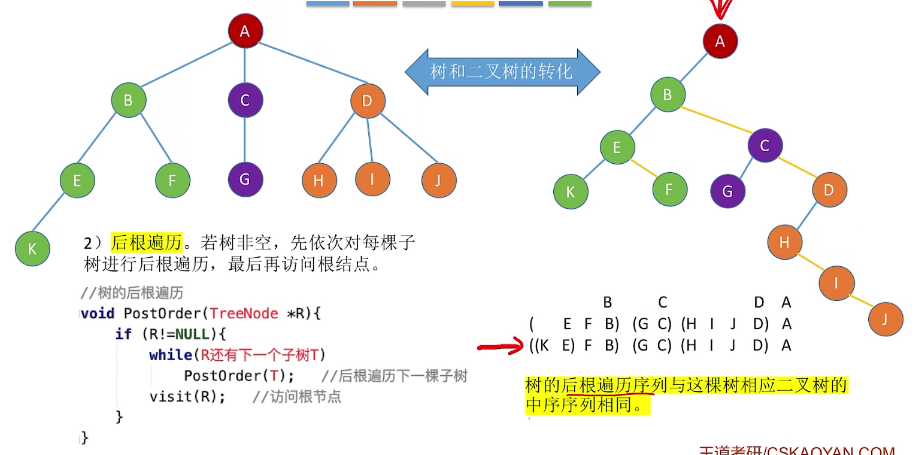 A
B
C
D
E
F
G
H
I
J
K
树和二叉树的转化
A
B
E
C
K
F
G
D
H
I
J
2）后根遍历。若树非空，先依次对每棵子
树进行后根遍历，最后再访问根结点。
//树的后根遍历
void PostOrder(TreeNode *R){
if (R!=NULL){
while(R还有下一个子树T)
PostOrder(T); //后根遍历下一棵子树
visit(R); //访问根节点
}
}
B C D A
( E F B) (G C) (H I J D) A
((K E) F B) (G C) (H I J D) A
树的后根遍历序列与这棵树相应二叉树的
中序序列相同。
王道考研/CSKAOYAN.COM